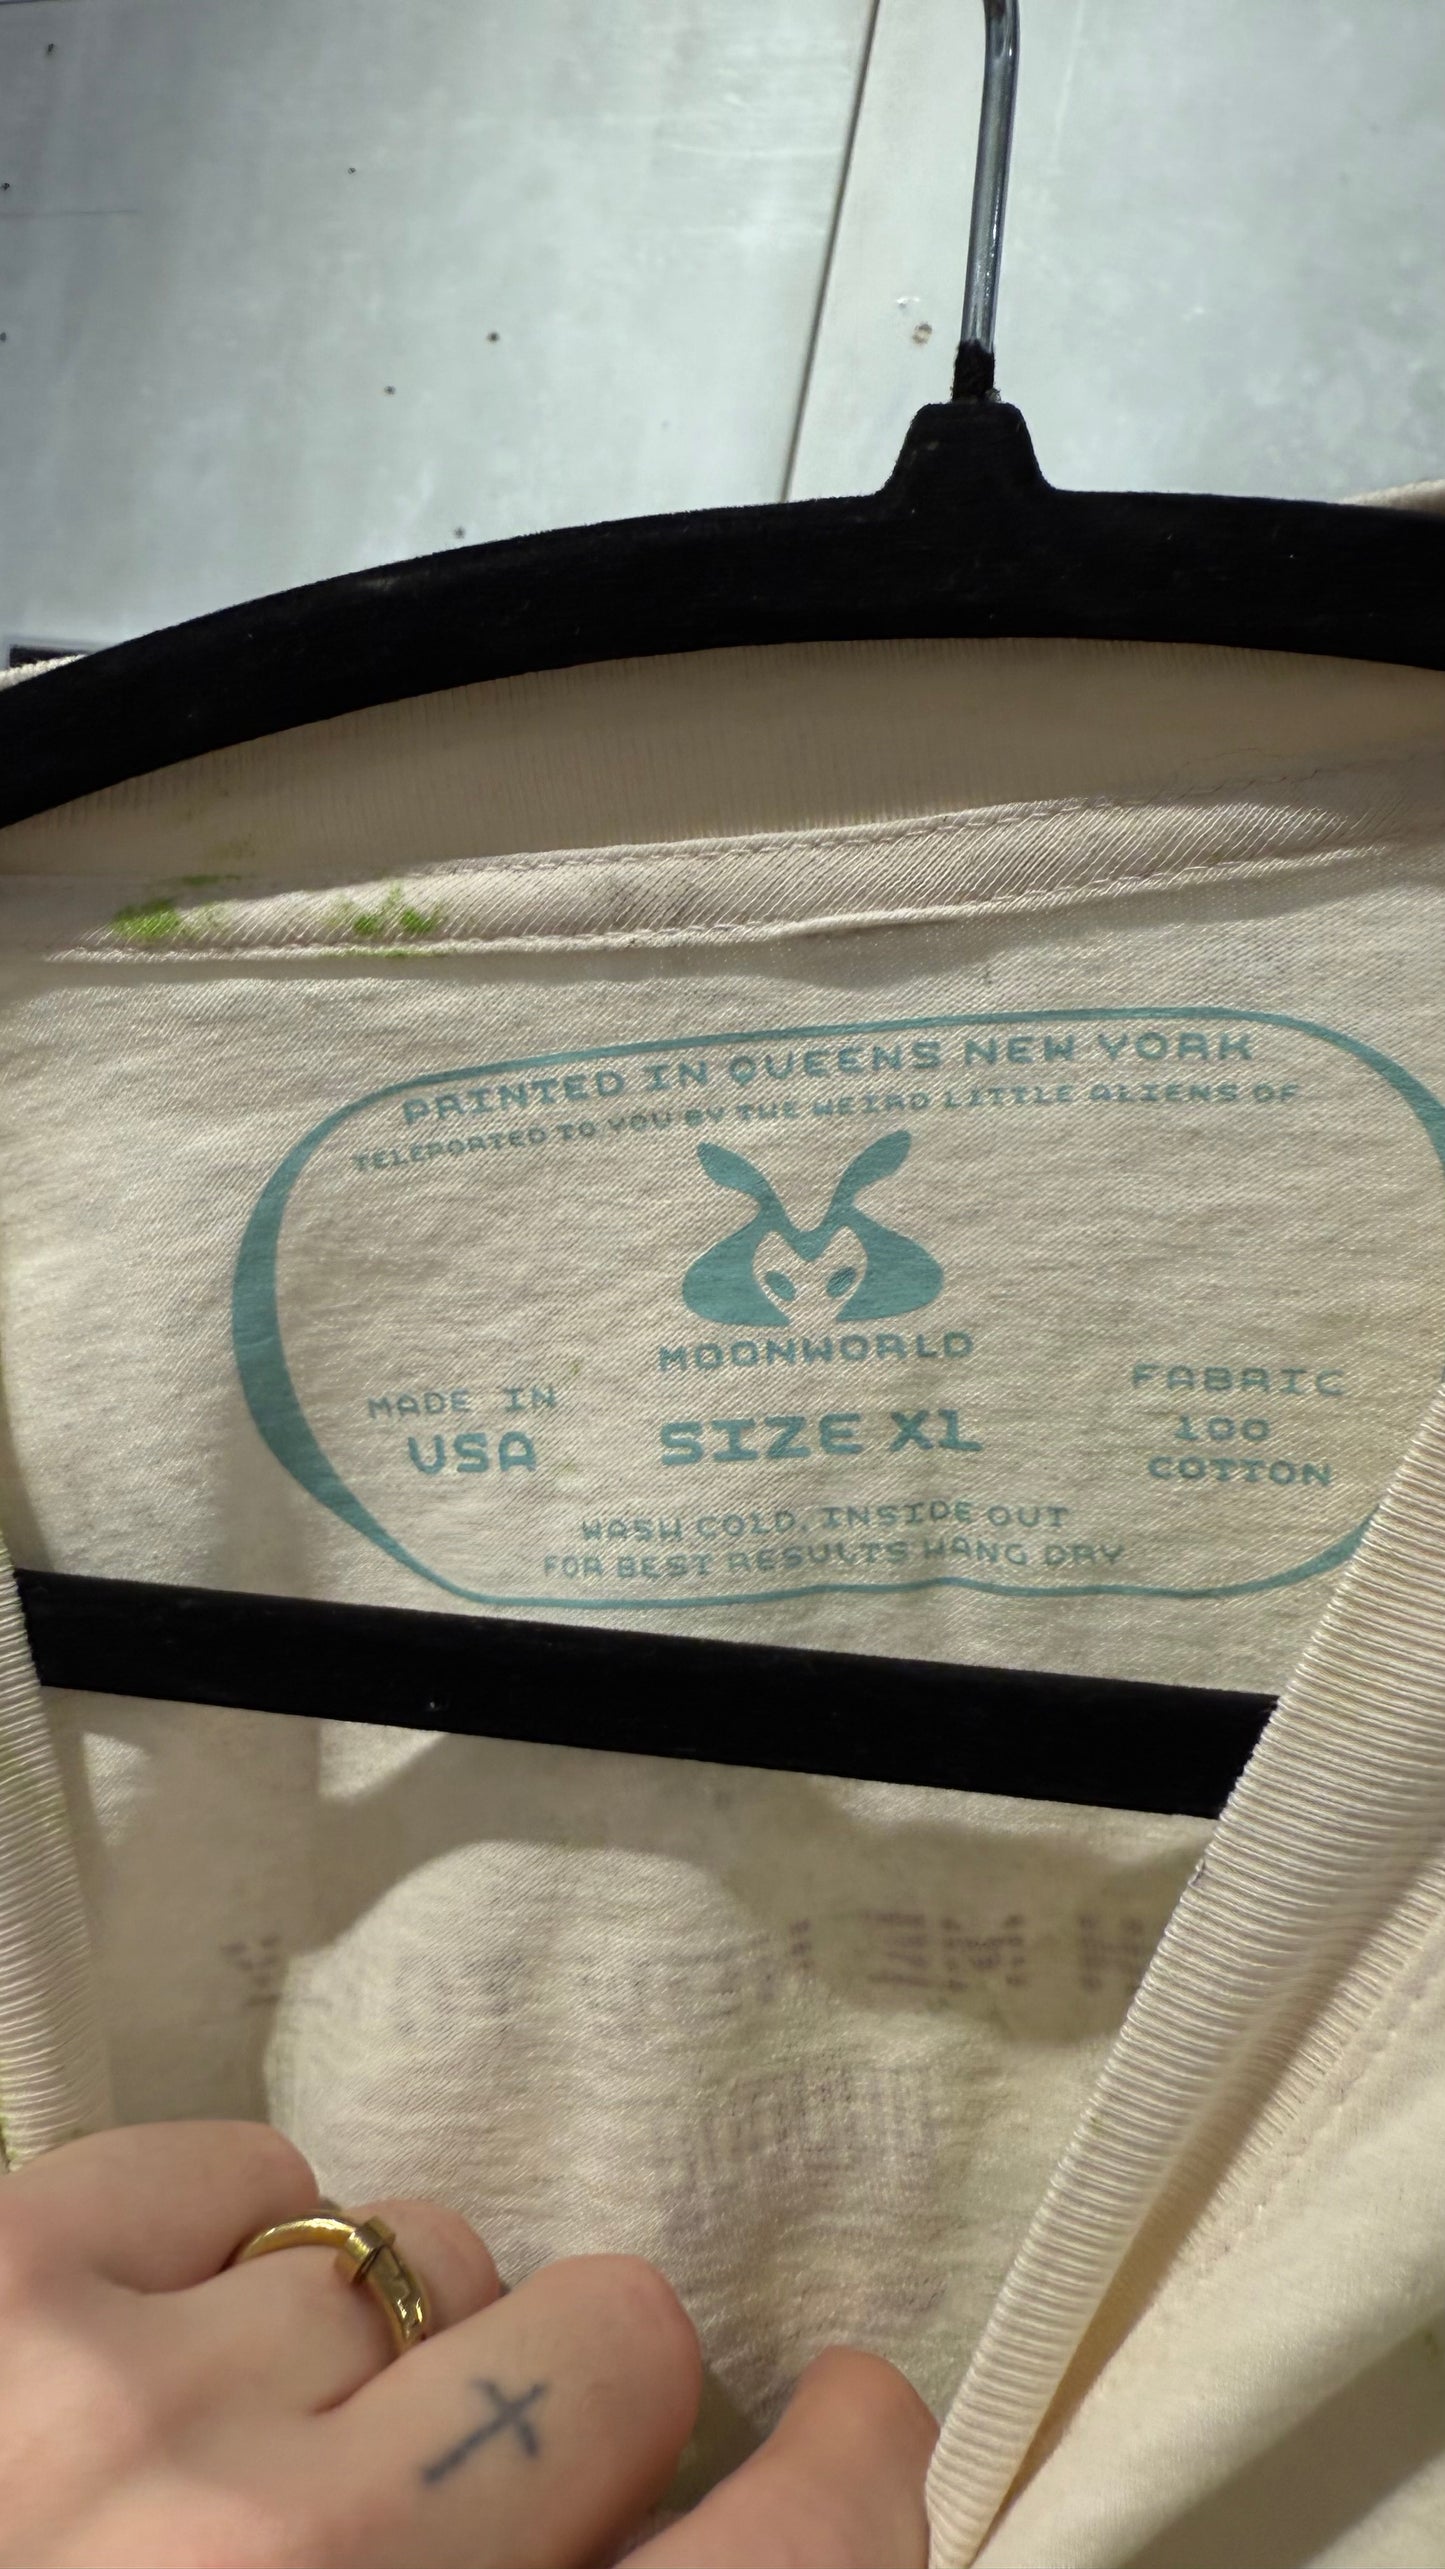 PRINTED IN QUEENS NEW YORK
TELEPORTED TO YOU BY THE WEIRD LITTLE ALIENS OF
MOONWORLD
MADE IN
USA
SIZE XL
FABRIC
100
COTTON
WASH COLD, INSIDE OUT
FOR BEST RESULTS HANG DRY